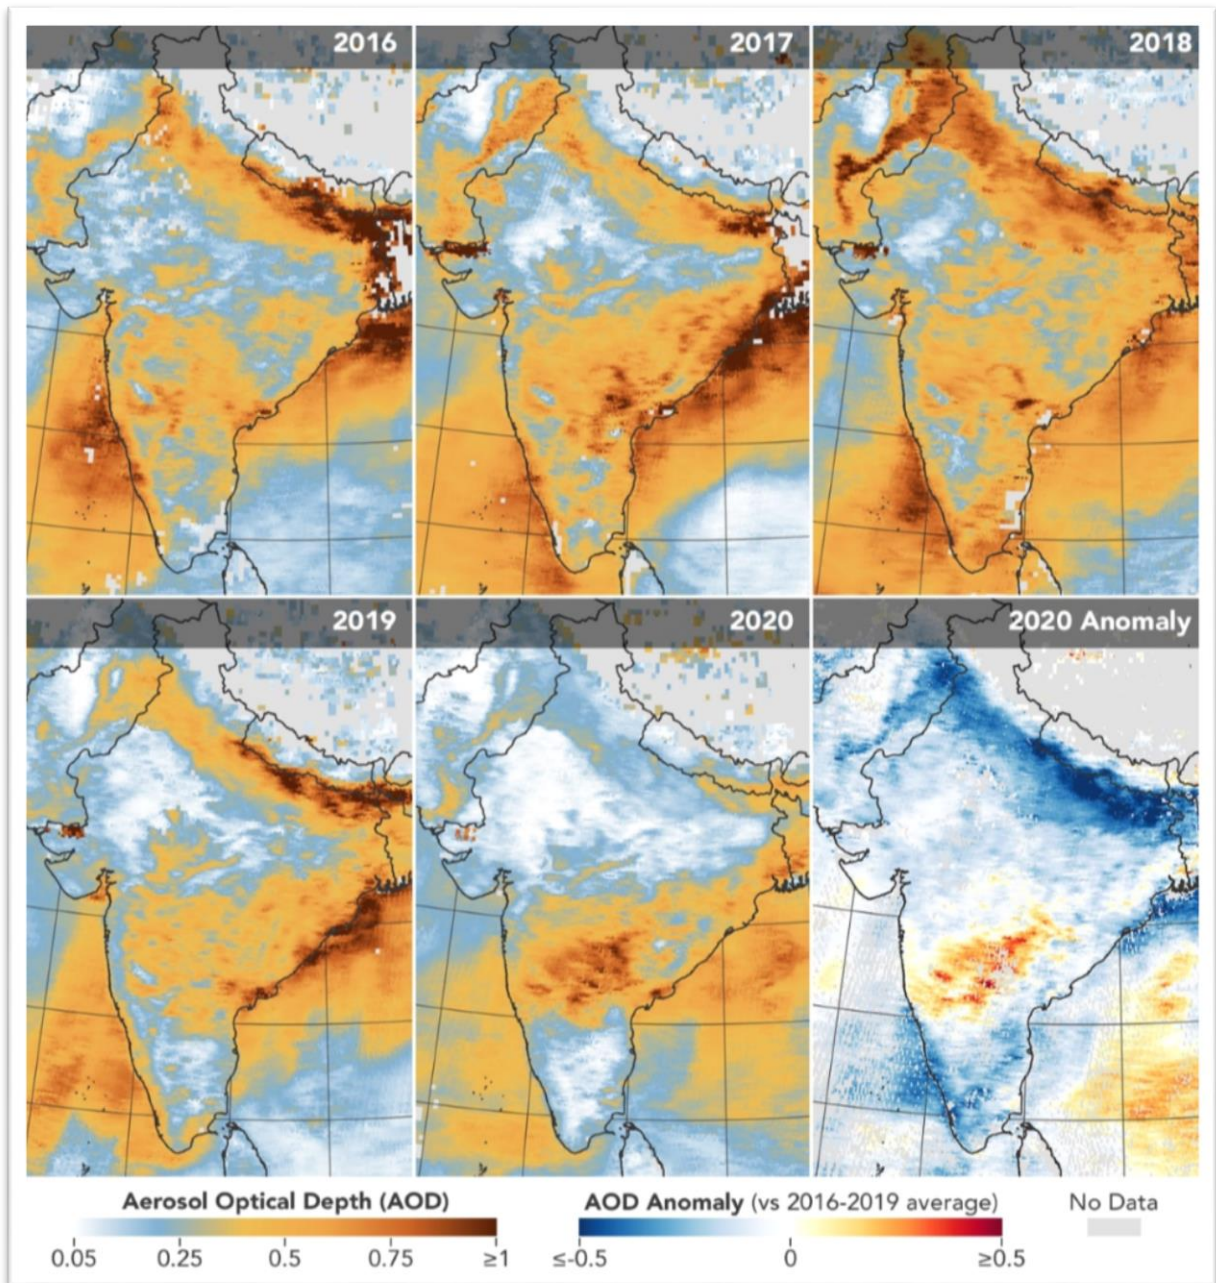 2016
2017
2018
2019
2020
2020 Anomaly
Aerosol Optical Depth (AOD)
0.05 0.25 0.5 0.75 ≥1
AOD Anomaly (vs 2016-2019 average)
≤-0.5 0 ≥0.5
No Data